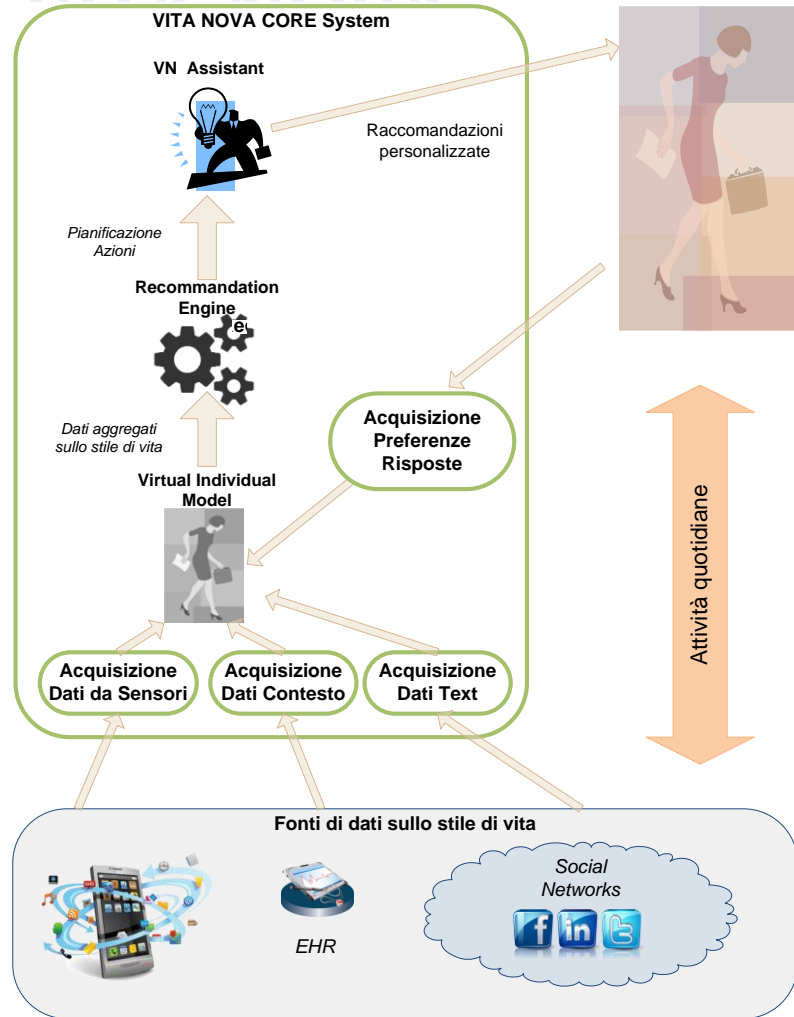 VITA NOVA CORE System
VN Assistant
Raccomandazioni
personalizzate
Pianificazione
Azioni
Recommandation
Engine
Dati aggregati
sullo stile di vita
Acquisizione
Preferenze
Risposte
Virtual Individual
Model
Attività quotidiane
Acquisizione
Dati da Sensori
Acquisizione
Dati Contesto
Acquisizione
Dati Text
Fonti di dati sullo stile di vita
Social
Networks
EHR